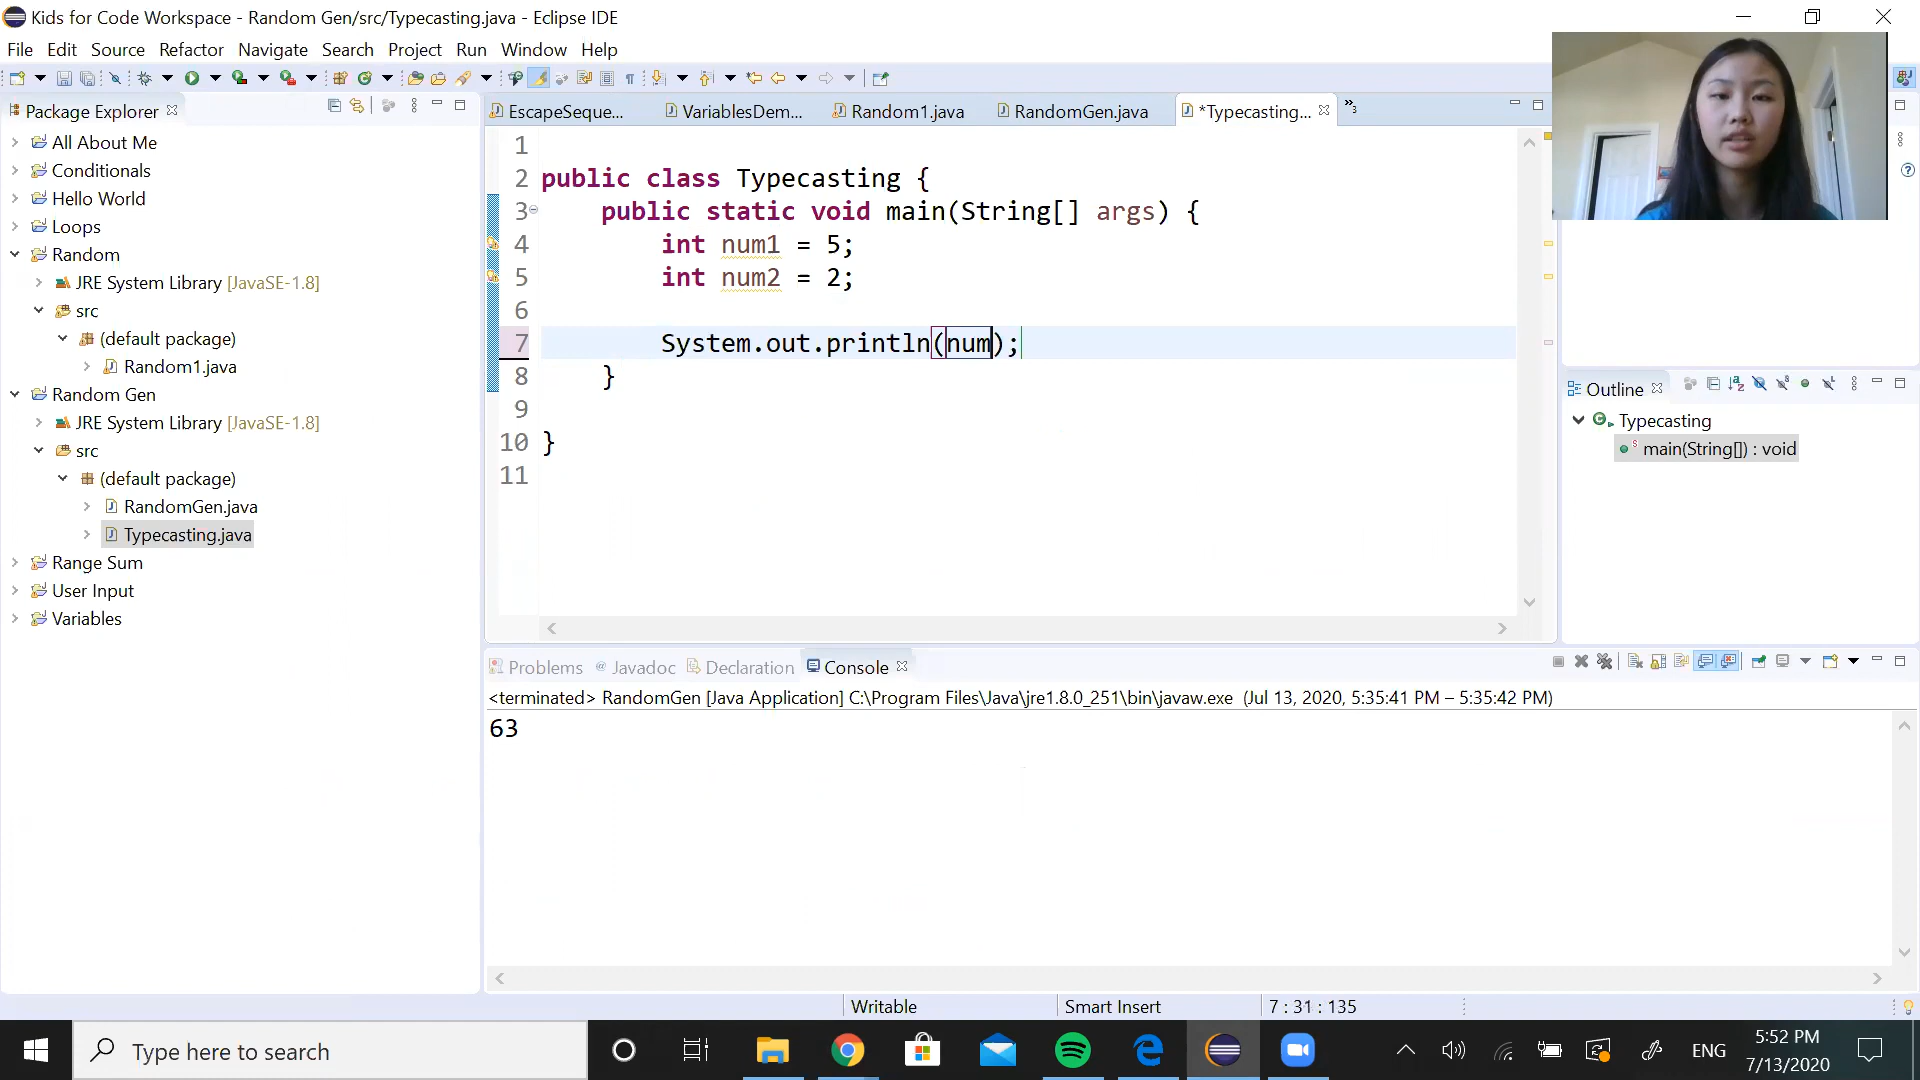 Kids for Code Workspace - Random Gen/src/Typecasting.java - Eclipse IDE
File Edit Source Refactor Navigate Search Project Run Window Help
Package Explorer
All About Me
Conditionals
Hello World
Loops
Random
JRE System Library [JavaSE-1.8]
src
(default package)
Random1.java
Random Gen
JRE System Library [JavaSE-1.8]
src
(default package)
RandomGen.java
Typecasting.java
Range Sum
User Input
Variables
EscapeSeque... VariablesDem... Random1.java RandomGen.java *Typecasting... »3
1
2 public class Typecasting {
3 public static void main(String[] args) {
4 int num1 = 5;
5 int num2 = 2;
6
7 System.out.println(num);
8 }
9
10 }
11
Outline
Typecasting
main(String[]) : void
Problems @ Javadoc Declaration Console
<terminated> RandomGen [Java Application] C:\Program Files\Java\jre1.8.0_251\bin\javaw.exe (Jul 13, 2020, 5:35:41 PM – 5:35:42 PM)
63
Writable Smart Insert 7 : 31 : 135
Type here to search
ENG
5:52 PM
7/13/2020